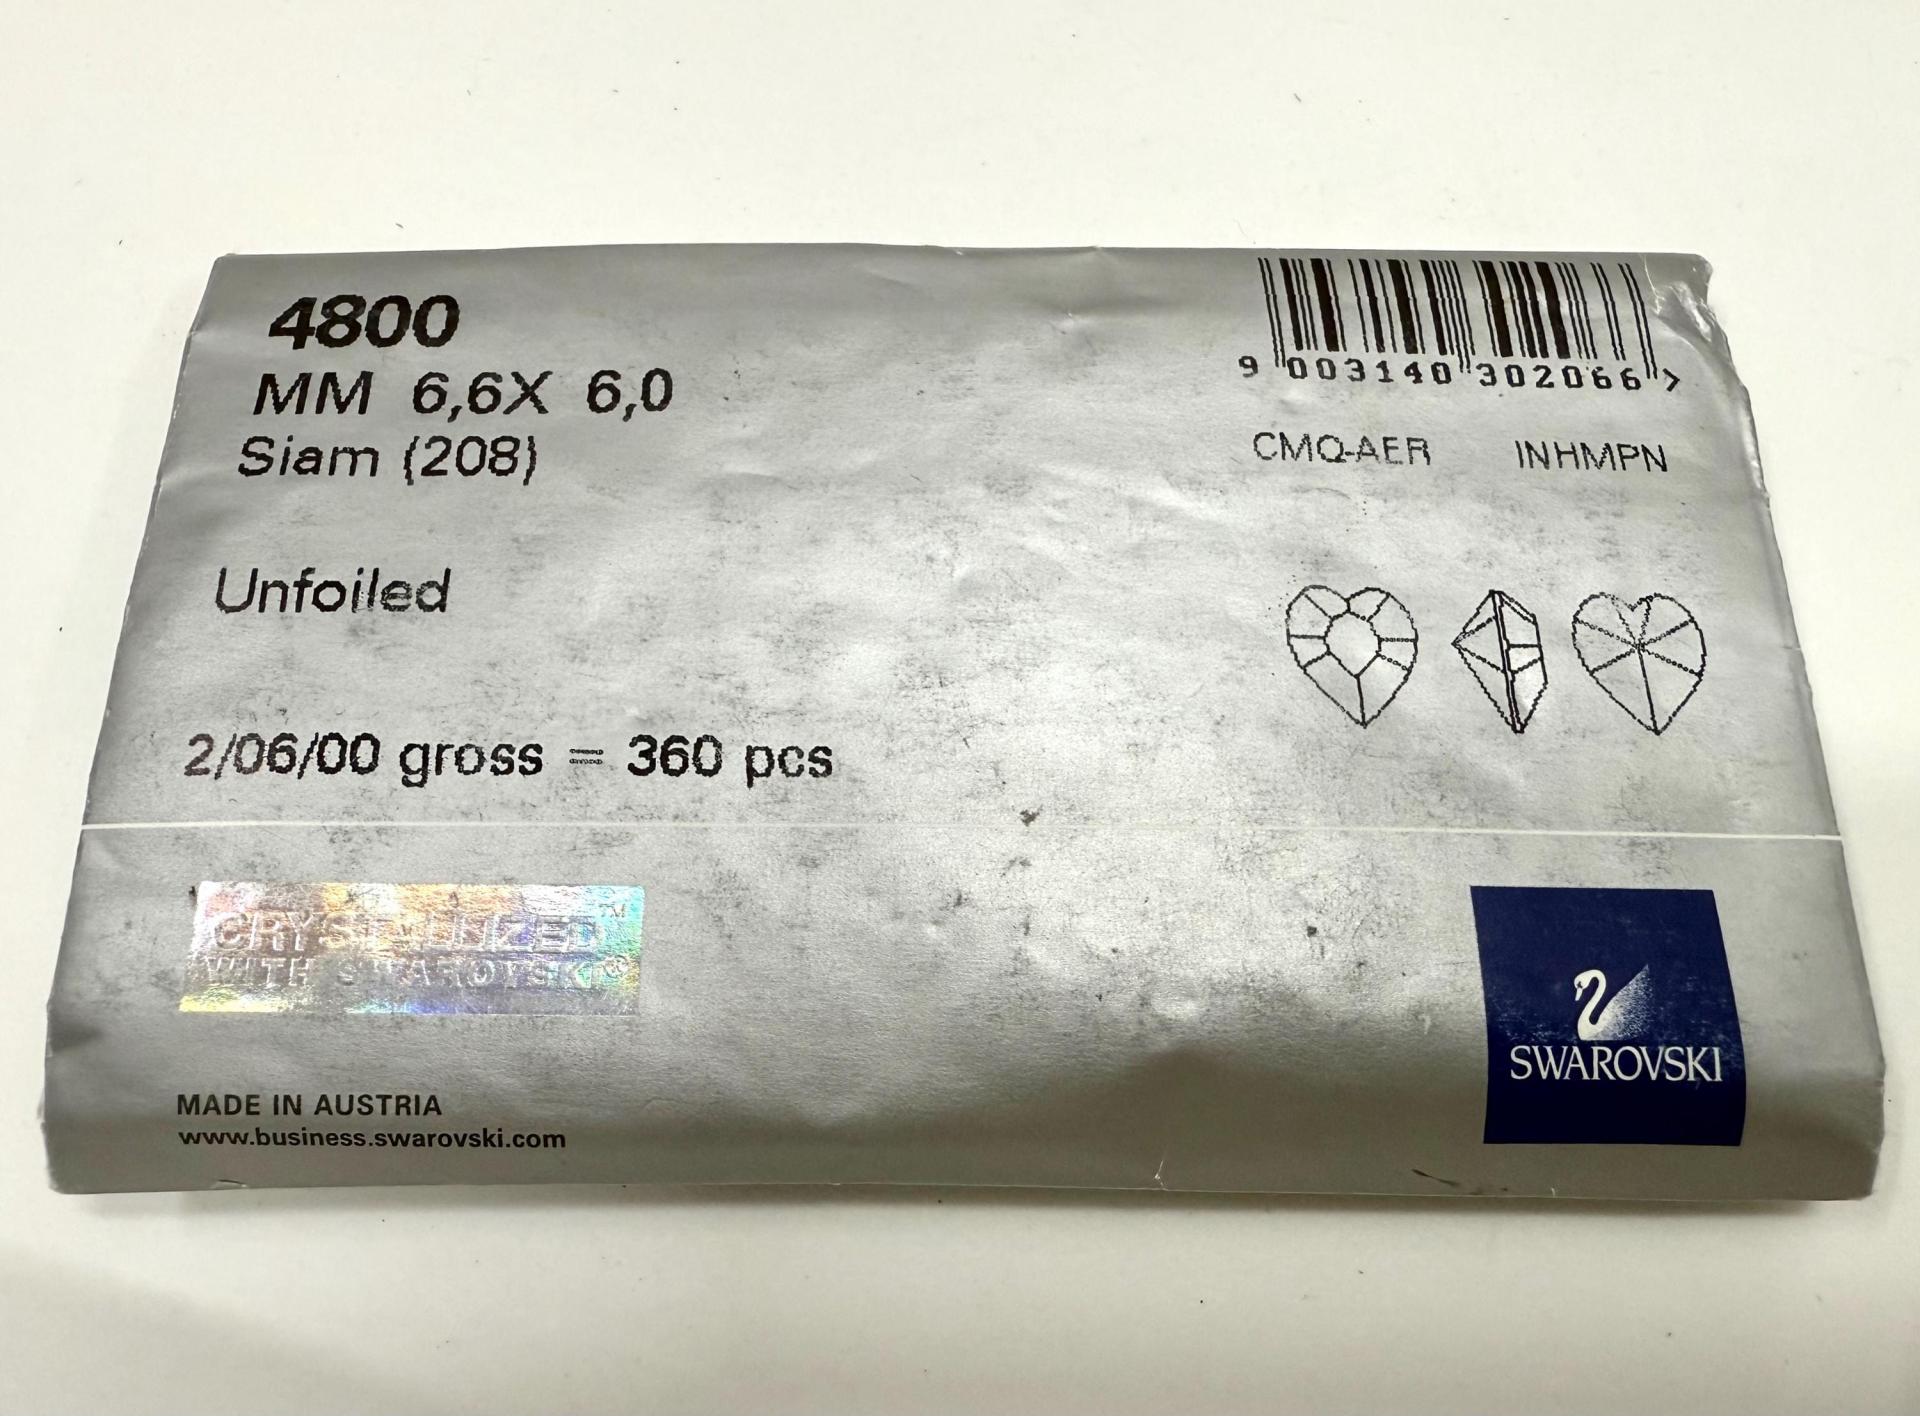 4800
MM 6,6X 6,0
Siam (208)
Unfoiled
2/06/00 gross = 360 pcs
9 003140 302066 >
CMQ-AER INHMPN
CRYSTALLIZED™
WITH SWAROVSKI®
MADE IN AUSTRIA
www.business.swarovski.com
SWAROVSKI